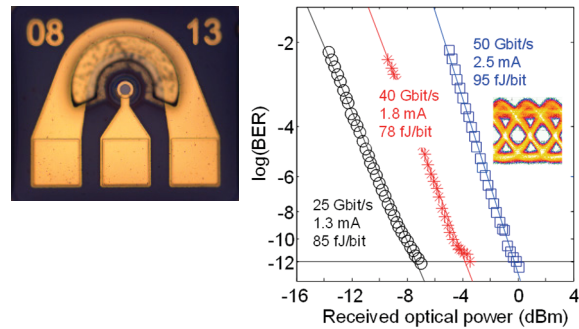 08 13
log(BER)
-2
-4
-6
-8
-10
-12
50 Gbit/s
2.5 mA
95 fJ/bit
40 Gbit/s
1.8 mA
78 fJ/bit
25 Gbit/s
1.3 mA
85 fJ/bit
-16 -12 -8 -4 0 4
Received optical power (dBm)